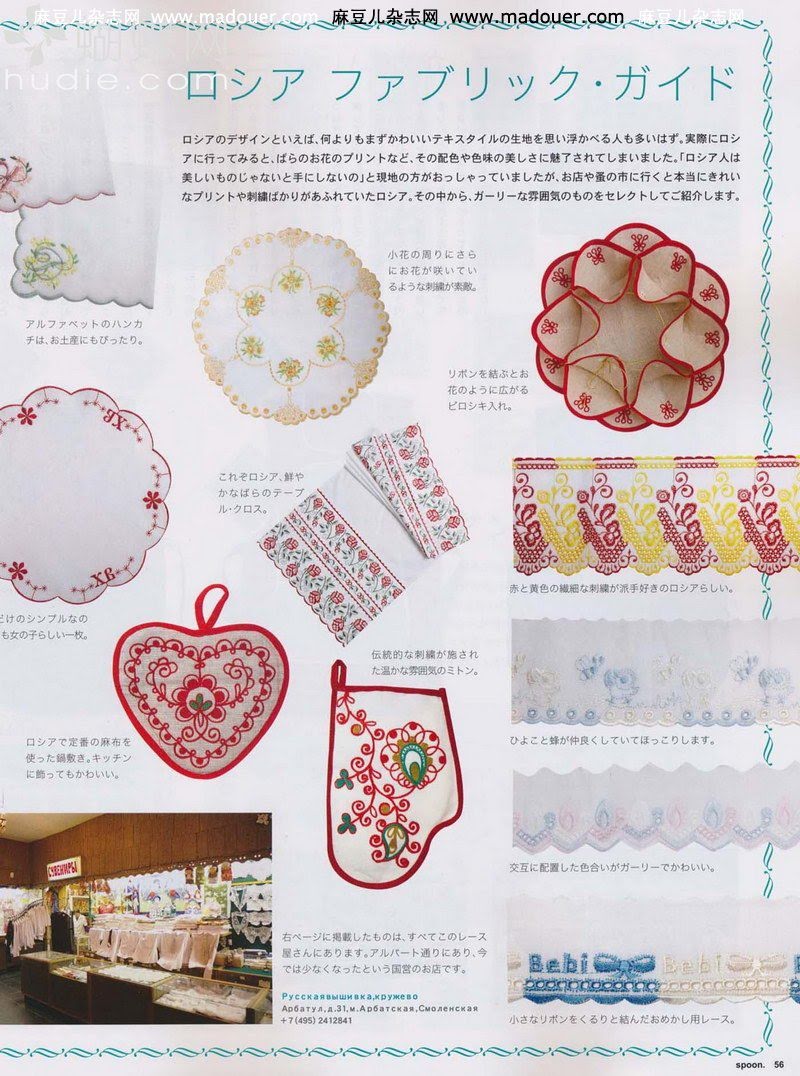 麻豆儿杂志网 www.madouer.com 麻豆儿杂志网 www.madouer.com 麻豆儿杂志网
蝴蝶网
hudie.com
ロシア ファブリック・ガイド
ロシアのデザインといえば、何よりもまずかわいいテキスタイルの生地を思い浮かべる人も多いはず。実際にロシ
アに行ってみると、ばらのお花のプリントなど、その配色や色味の美しさに魅了されてしまいました。「ロシア人は
美しいものじゃないと手にしないの」と現地の方がおっしゃっていましたが、お店や蚤の市に行くと本当にきれい
なプリントや刺繍ばかりがあふれていたロシア。その中から、ガーリーな雰囲気のものをセレクトしてご紹介します。
小花の周りにさら
にお花が咲いてい
るような刺繍が素敵。
アルファベットのハンカ
チは、お土産にもぴったり。
リボンを結ぶとお
花のように広がる
ピロシキ入れ。
ХВ
ХВ
これぞロシア、鮮や
かなばらのテーブ
ル・クロス。
赤と黄色の繊細な刺繍が派手好きのロシアらしい。
だけのシンプルなの
も女の子らしい一枚。
伝統的な刺繍が施され
た温かな雰囲気のミトン。
ロシアで定番の麻布を
使った鍋敷き。キッチン
に飾ってもかわいい。
ひよこと蜂が仲良くしていてほっこりします。
交互に配置した色合いがガーリーでかわいい。
СУВЕНИРЫ
右ページに掲載したものは、すべてこのレース
屋さんにあります。アルバート通りにあり、今
では少なくなったという国営のお店です。
Bebi Bebi
Русскаявышивка,кружево
Арбатул,д.31,м.Арбатская,Смоленская
+7(495) 2412841
小さなリボンをくるりと結んだおめかし用レース。
spoon. 56